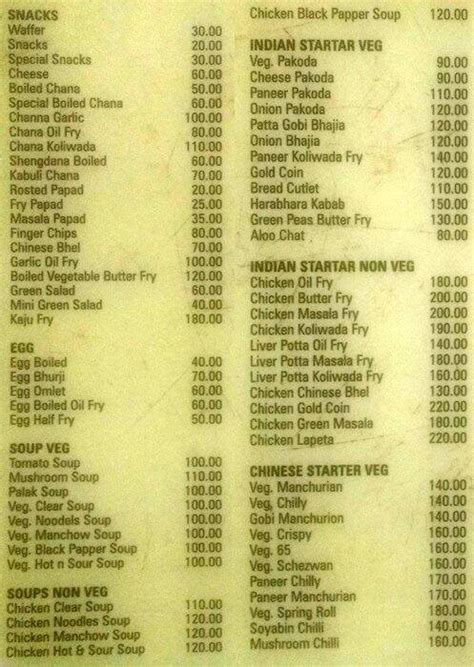 SNACKS
Waffer 30.00
Snacks 20.00
Special Snacks 30.00
Cheese 60.00
Boiled Chana 50.00
Special Boiled Chana 60.00
Channa Garlic 100.00
Chana Oil Fry 80.00
Chana Koliwada 110.00
Shengdana Boiled 60.00
Kabuli Chana 70.00
Rosted Papad 20.00
Fry Papad 25.00
Masala Papad 35.00
Finger Chips 80.00
Chinese Bhel 70.00
Garlic Oil Fry 100.00
Boiled Vegetable Butter Fry 120.00
Green Salad 60.00
Mini Green Salad 40.00
Kaju Fry 180.00
EGG
Egg Boiled 40.00
Egg Bhurji 70.00
Egg Omlet 60.00
Egg Boiled Oil Fry 60.00
Egg Half Fry 50.00
SOUP VEG
Tomato Soup 100.00
Mushroom Soup 110.00
Palak Soup 100.00
Veg. Clear Soup 100.00
Veg. Noodels Soup 100.00
Veg. Manchow Soup 100.00
Veg. Black Papper Soup 100.00
Veg. Hot n Sour Soup 100.00
SOUPS NON VEG
Chicken Clear Soup 110.00
Chicken Noodles Soup 120.00
Chicken Manchow Soup 120.00
Chicken Hot & Sour Soup 120.00
Chicken Black Papper Soup 120.00
INDIAN STARTAR VEG
Veg. Pakoda 90.00
Cheese Pakoda 90.00
Paneer Pakoda 110.00
Onion Pakoda 120.00
Patta Gobi Bhajia 120.00
Onion Bhajia 120.00
Paneer Koliwada Fry 140.00
Gold Coin 120.00
Bread Cutlet 110.00
Harabhara Kabab 150.00
Green Peas Butter Fry 130.00
Aloo Chat 80.00
INDIAN STARTAR NON VEG
Chicken Oil Fry 180.00
Chicken Butter Fry 200.00
Chicken Masala Fry 200.00
Chicken Koliwada Fry 190.00
Liver Potta Oil Fry 140.00
Liver Potta Masala Fry 180.00
Liver Potta Koliwada Fry 160.00
Chicken Chinese Bhel 130.00
Chicken Gold Coin 220.00
Chicken Green Masala 180.00
Chicken Lapeta 220.00
CHINESE STARTER VEG
Veg. Manchurian 140.00
Veg. Chilly 140.00
Gobi Manchurion 140.00
Veg. Crispy 160.00
Veg. 65 160.00
Veg. Schezwan 160.00
Paneer Chilly 170.00
Paneer Manchurian 170.00
Veg. Spring Roll 180.00
Soyabin Chilli 140.00
Mushroom Chilli 160.00